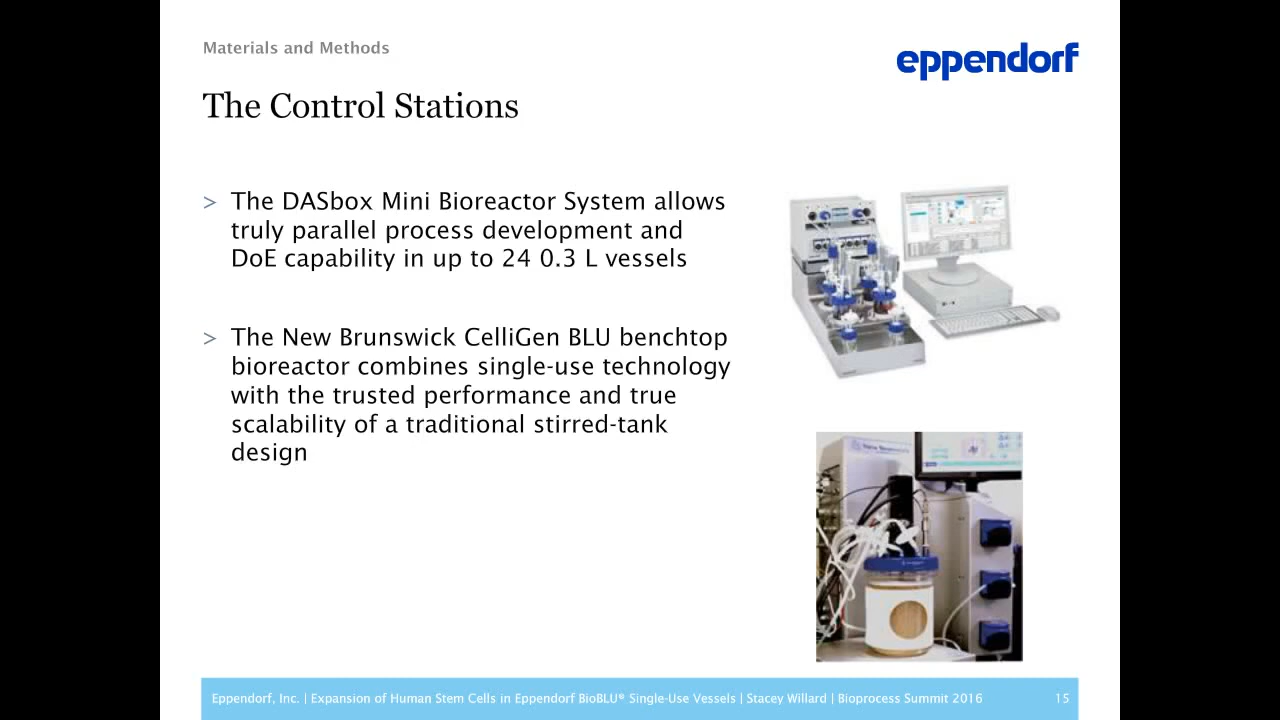 Materials and Methods
eppendorf
The Control Stations
> The DASbox Mini Bioreactor System allows
truly parallel process development and
DoE capability in up to 24 0.3 L vessels
> The New Brunswick CelliGen BLU benchtop
bioreactor combines single-use technology
with the trusted performance and true
scalability of a traditional stirred-tank
design
Eppendorf, Inc. | Expansion of Human Stem Cells in Eppendorf BioBLU® Single-Use Vessels | Stacey Willard | Bioprocess Summit 2016 15